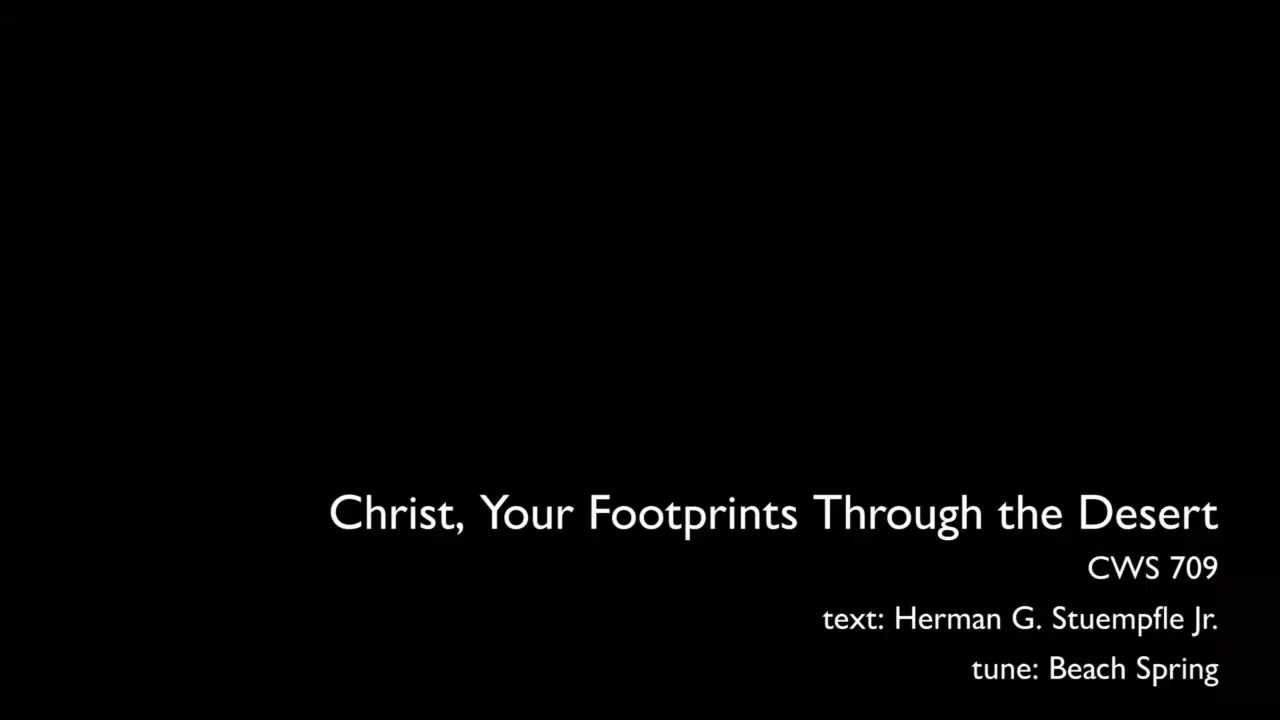 Christ, Your Footprints Through the Desert
CWS 709
text: Herman G. Stuempfle Jr.
tune: Beach Spring